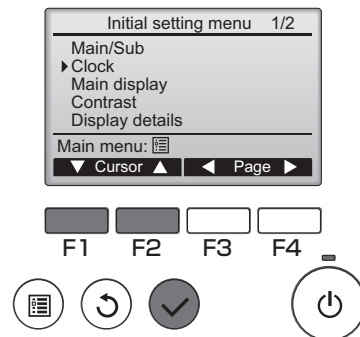 Initial setting menu 1/2
Main/Sub
Clock
Main display
Contrast
Display details
Main menu:
▼ Cursor ▲ ◀ Page ▶
F1 F2 F3 F4